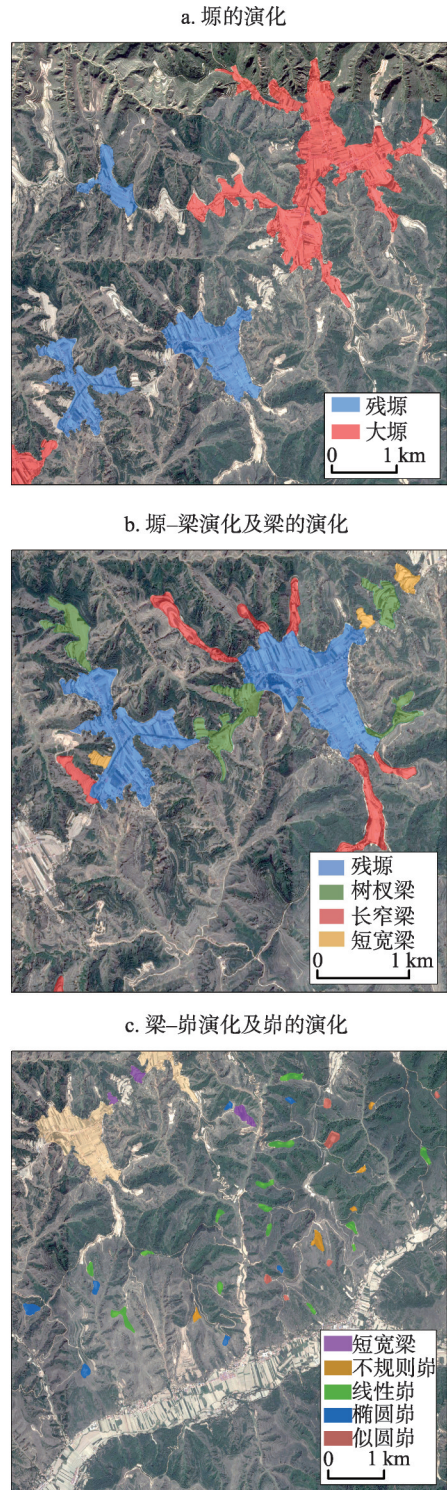 a. 塬的演化
残塬
大塬
0 1 km
b. 塬–梁演化及梁的演化
残塬
树杈梁
长窄梁
短宽梁
0 1 km
c. 梁–峁演化及峁的演化
短宽梁
不规则峁
线性峁
椭圆峁
似圆峁
0 1 km